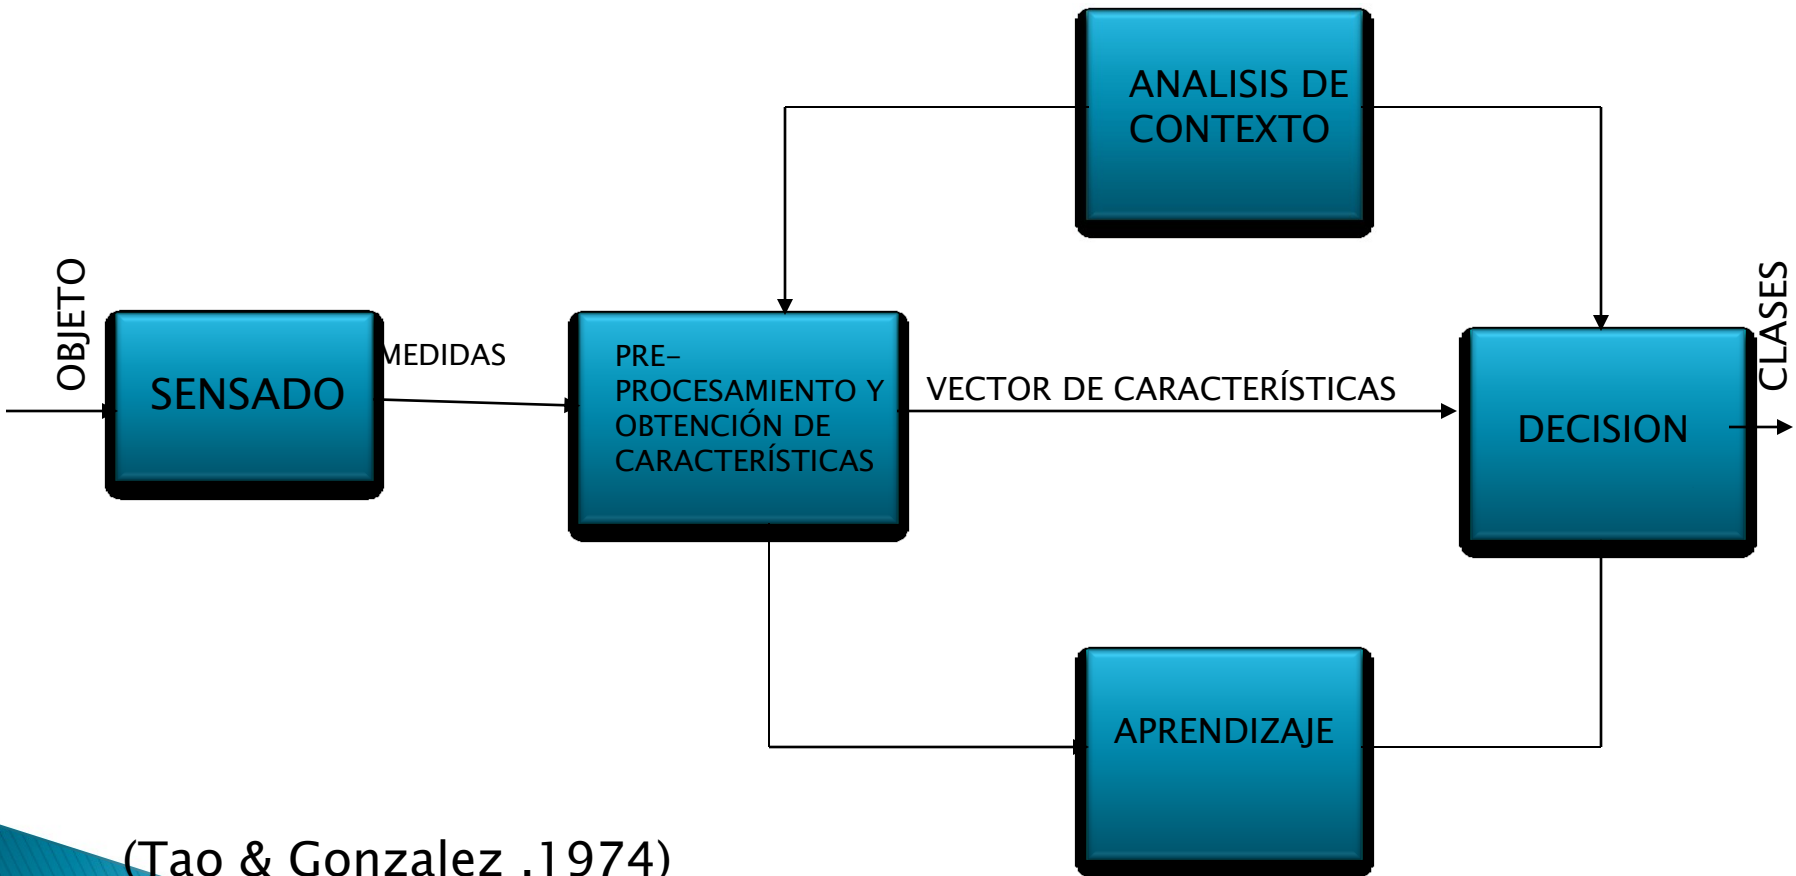 ANALISIS DE
CONTEXTO
OBJETO
SENSADO
MEDIDAS
PRE-
PROCESAMIENTO Y
OBTENCIÓN DE
CARACTERÍSTICAS
VECTOR DE CARACTERÍSTICAS
DECISION
CLASES
APRENDIZAJE
(Tao & Gonzalez ,1974)